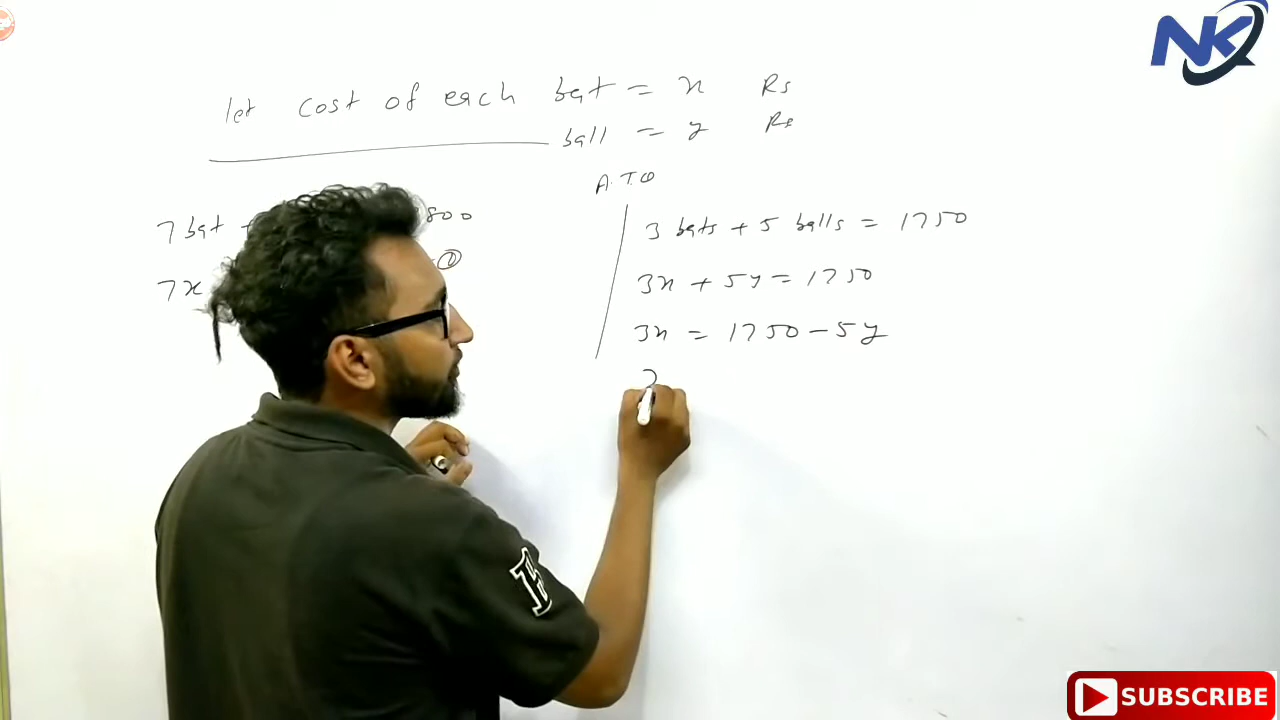 NK
let cost of each bat = x Rs
ball = y Rs
A.T.Q
7 bat + 800
3 bats + 5 balls = 1750
①
7x
3x + 5y = 1750
3x = 1750 - 5y
SUBSCRIBE